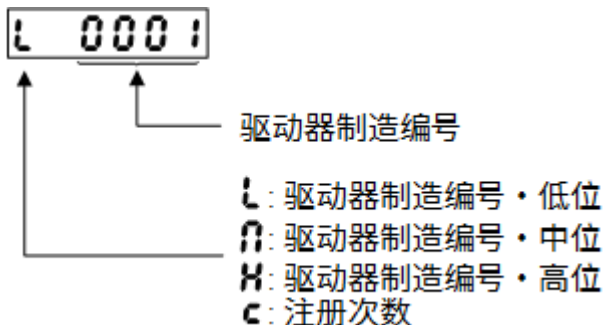 L 0001
驱动器制造编号
L: 驱动器制造编号・低位
n: 驱动器制造编号・中位
H: 驱动器制造编号・高位
c: 注册次数